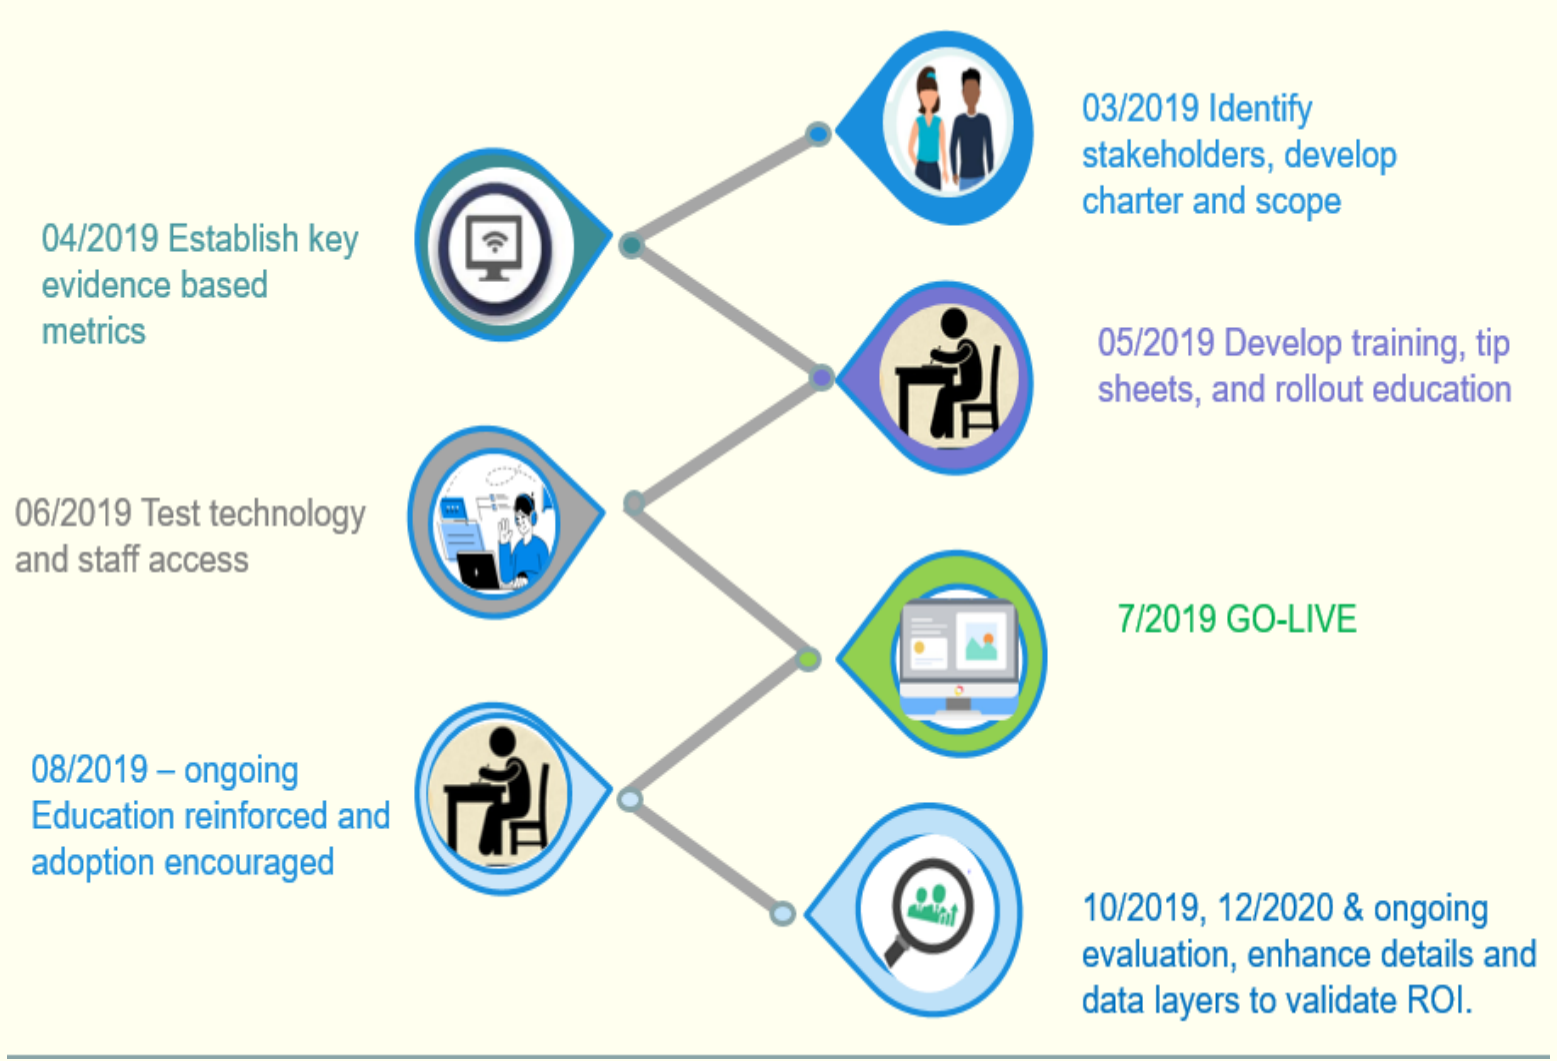 03/2019 Identify
stakeholders, develop
charter and scope
04/2019 Establish key
evidence based
metrics
05/2019 Develop training, tip
sheets, and rollout education
06/2019 Test technology
and staff access
7/2019 GO-LIVE
08/2019 – ongoing
Education reinforced and
adoption encouraged
10/2019, 12/2020 & ongoing
evaluation, enhance details and
data layers to validate ROI.